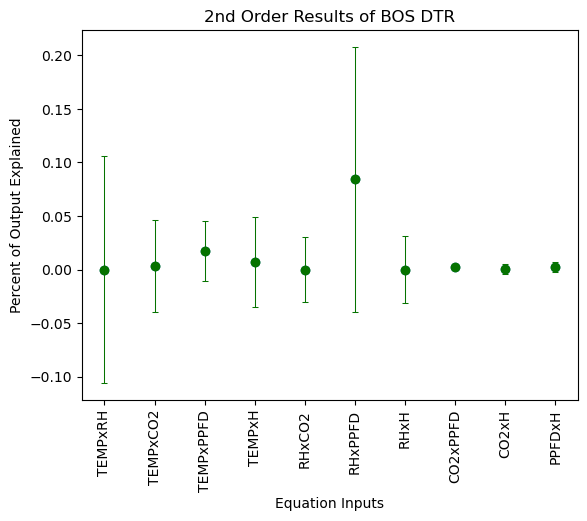 2nd Order Results of BOS DTR
Percent of Output Explained
0.20
0.15
0.10
0.05
0.00
−0.05
−0.10
TEMPxRH
TEMPxCO2
TEMPxPPFD
TEMPxH
RHxCO2
RHxPPFD
RHxH
CO2xPPFD
CO2xH
PPFDxH
Equation Inputs